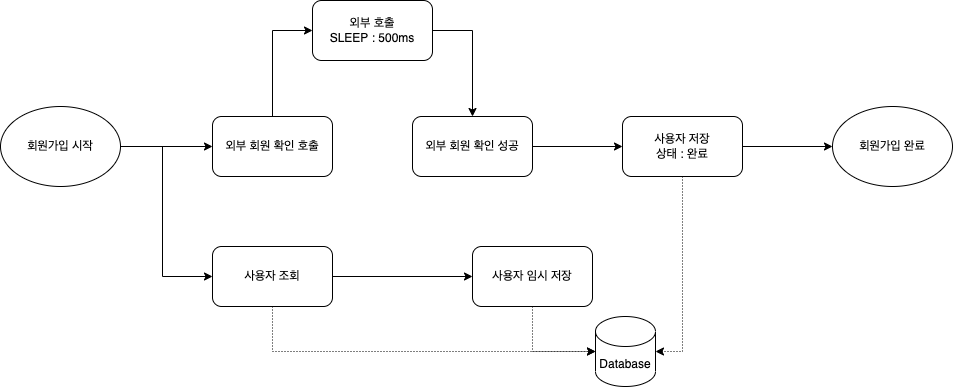 외부 호출
SLEEP : 500ms
회원가입 시작
외부 회원 확인 호출
외부 회원 확인 성공
사용자 저장
상태 : 완료
회원가입 완료
사용자 조회
사용자 임시 저장
Database